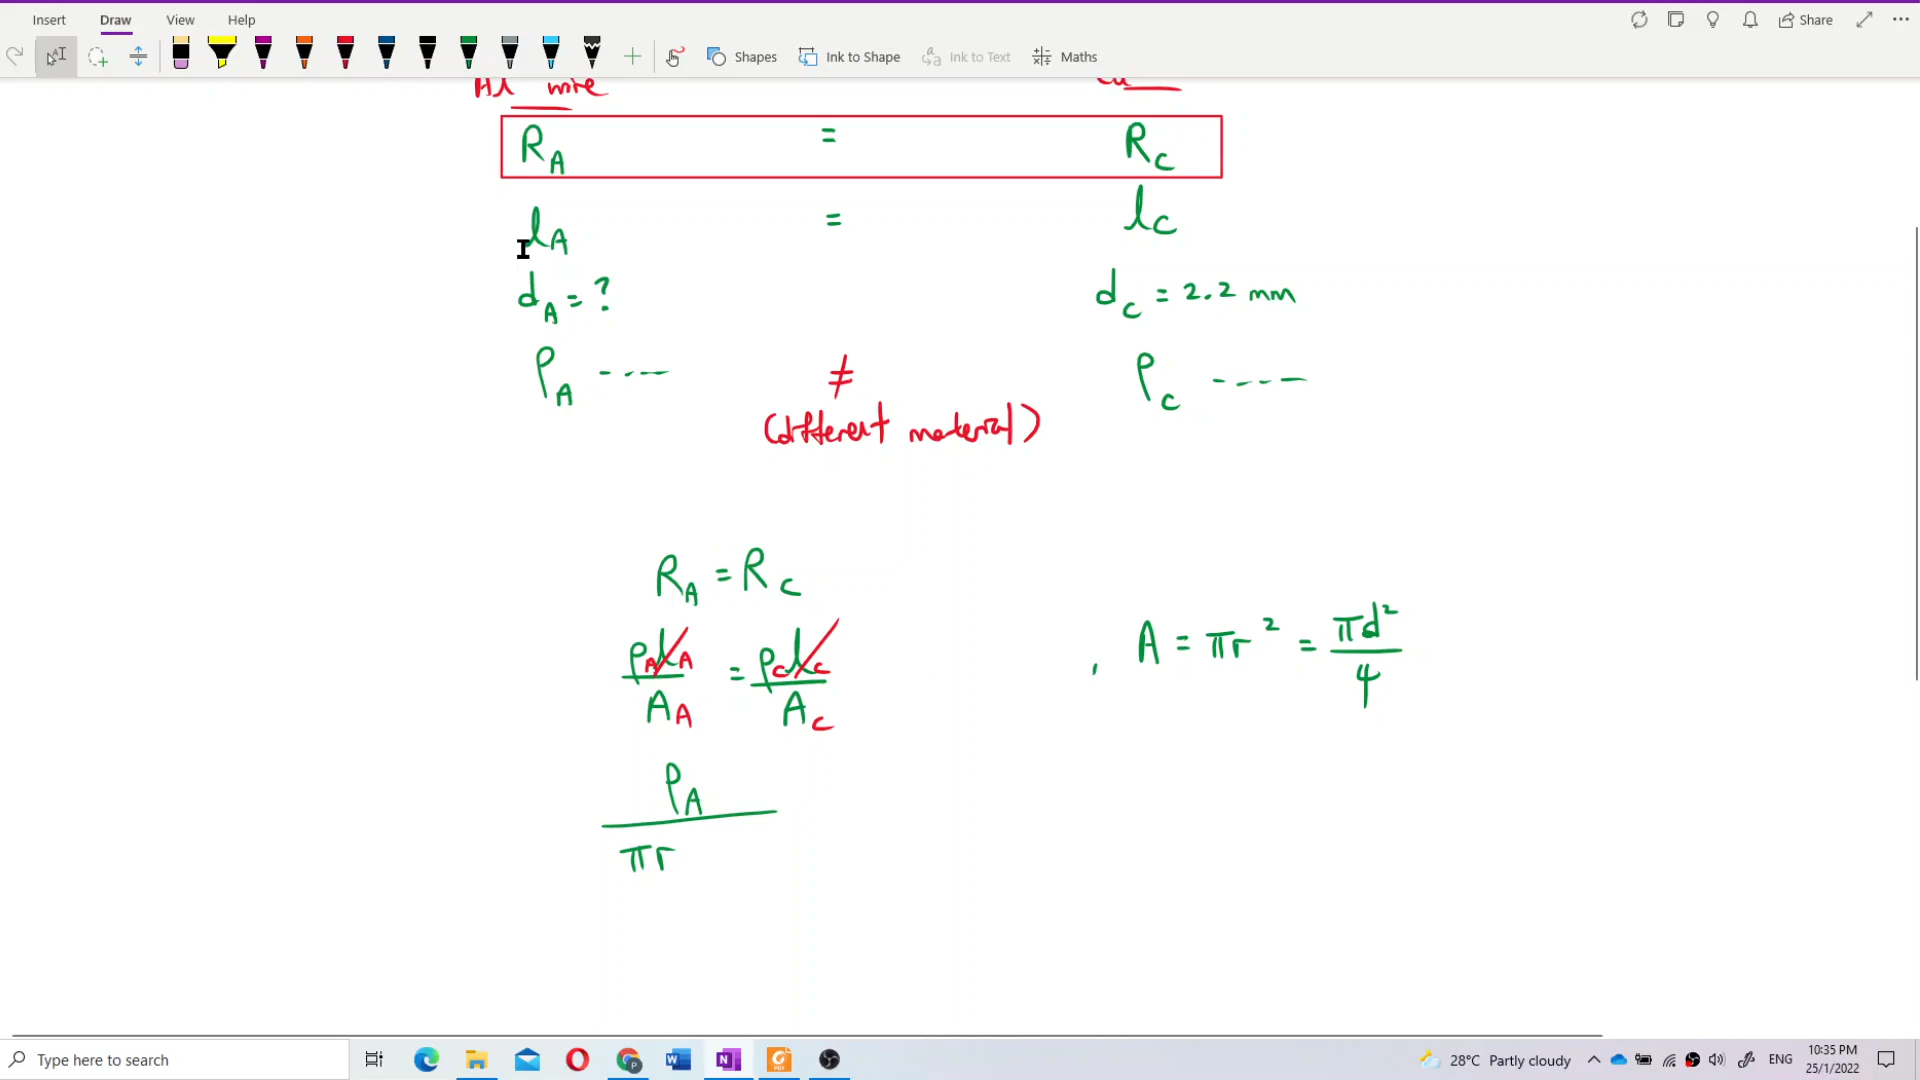 Insert Draw View Help
Share
Shapes Ink to Shape Ink to Text Maths
Al wire Cu
R_A = R_C
l_A = l_C
d_A = ? d_C = 2.2 mm
ρ_A ---- ≠ ρ_C ----
(different material)
R_A = R_C
ρ_A l_A / A_A = ρ_C l_C / A_C , A = πr² = πd²/4
ρ_A
πr
Type here to search
28°C Partly cloudy ENG 10:35 PM
25/1/2022